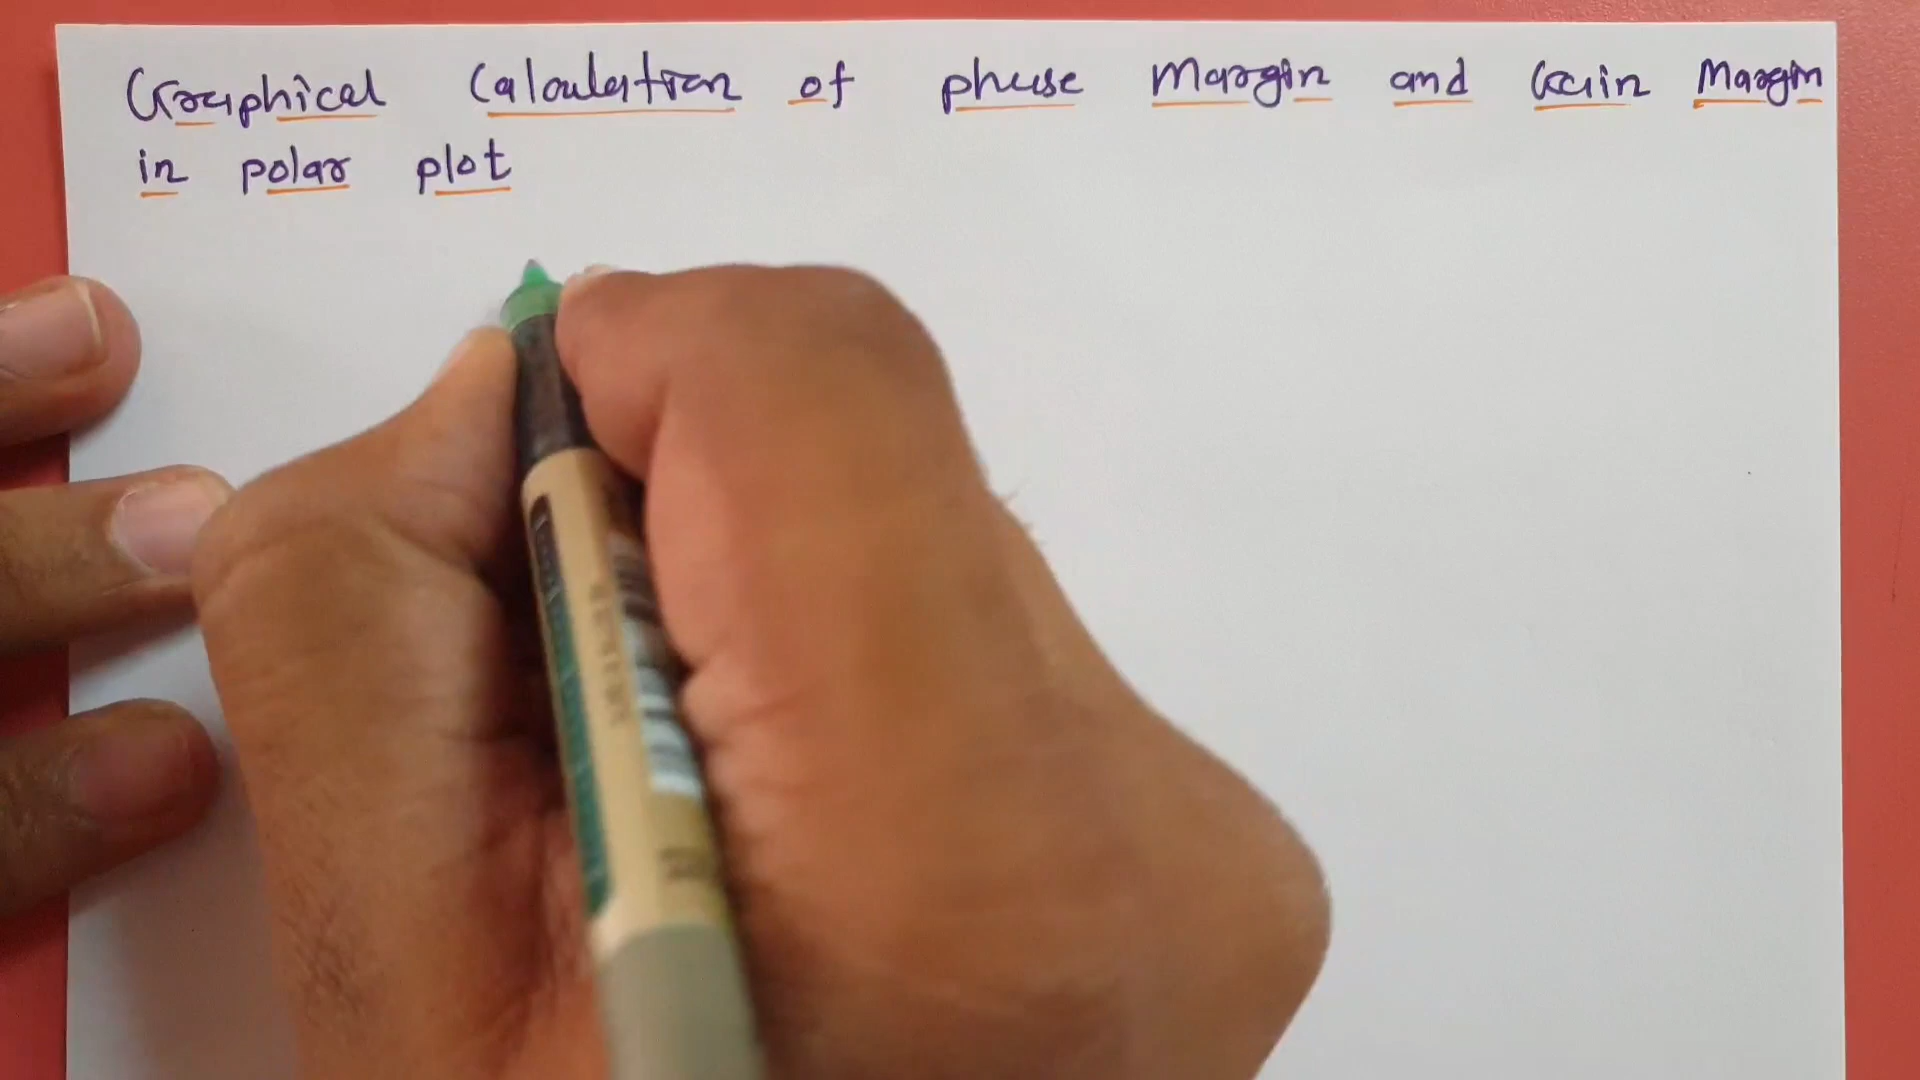 Graphical Calculation of phase Margin and Gain Margin
in polar plot